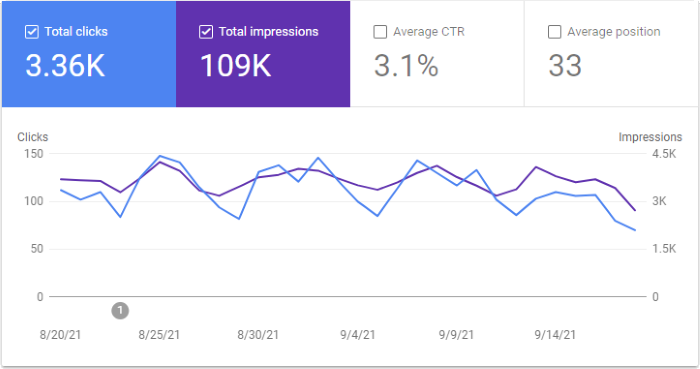 Total clicks
3.36K
Total impressions
109K
Average CTR
3.1%
Average position
33
Clicks
Impressions
150
4.5K
100
3K
50
1.5K
0
0
1
8/20/21 8/25/21 8/30/21 9/4/21 9/9/21 9/14/21